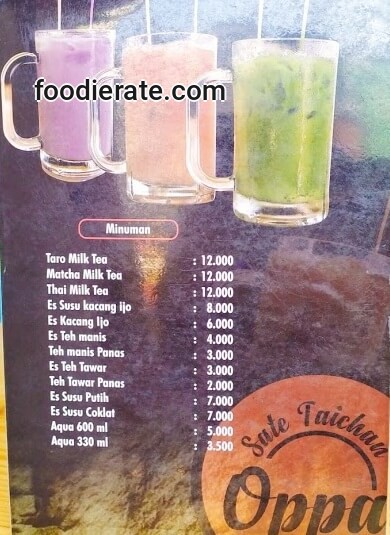 foodierate.com
Minuman
Taro Milk Tea : 12.000
Matcha Milk Tea : 12.000
Thai Milk Tea : 12.000
Es Susu kacang ijo : 8.000
Es Kacang Ijo : 6.000
Es Teh manis : 4.000
Teh manis Panas : 3.000
Es Teh Tawar : 3.000
Teh Tawar Panas : 2.000
Es Susu Putih : 7.000
Es Susu Coklat : 7.000
Aqua 600 ml : 5.000
Aqua 330 ml : 3.500
Sate Taichan
Oppa